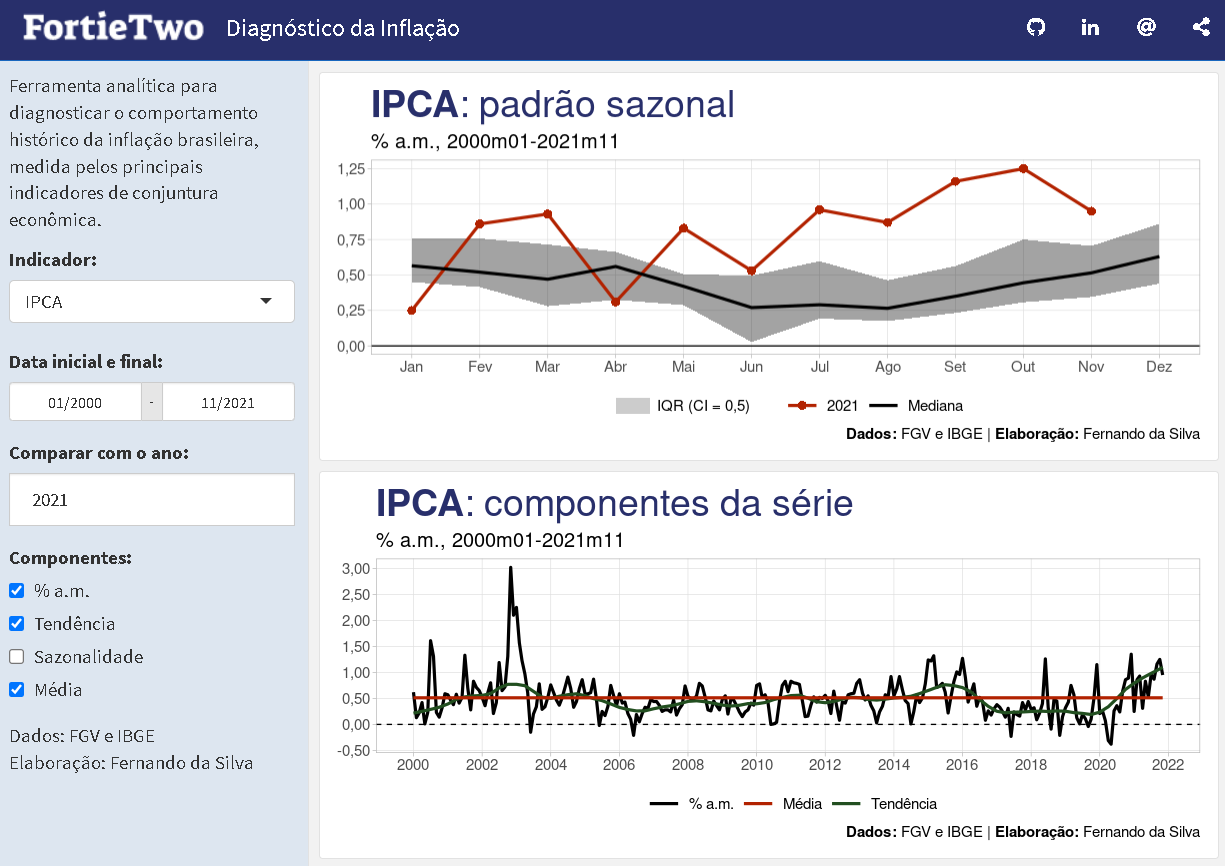 FortieTwo Diagnóstico da Inflação
Ferramenta analítica para
diagnosticar o comportamento
histórico da inflação brasileira,
medida pelos principais
indicadores de conjuntura
econômica.
Indicador:
IPCA
Data inicial e final:
01/2000 - 11/2021
Comparar com o ano:
2021
Componentes:
% a.m.
Tendência
Sazonalidade
Média
Dados: FGV e IBGE
Elaboração: Fernando da Silva
IPCA: padrão sazonal
% a.m., 2000m01-2021m11
1,25
1,00
0,75
0,50
0,25
0,00
Jan Fev Mar Abr Mai Jun Jul Ago Set Out Nov Dez
IQR (CI = 0,5) 2021 Mediana
Dados: FGV e IBGE | Elaboração: Fernando da Silva
IPCA: componentes da série
% a.m., 2000m01-2021m11
3,00
2,50
2,00
1,50
1,00
0,50
0,00
-0,50
2000 2002 2004 2006 2008 2010 2012 2014 2016 2018 2020 2022
% a.m. Média Tendência
Dados: FGV e IBGE | Elaboração: Fernando da Silva